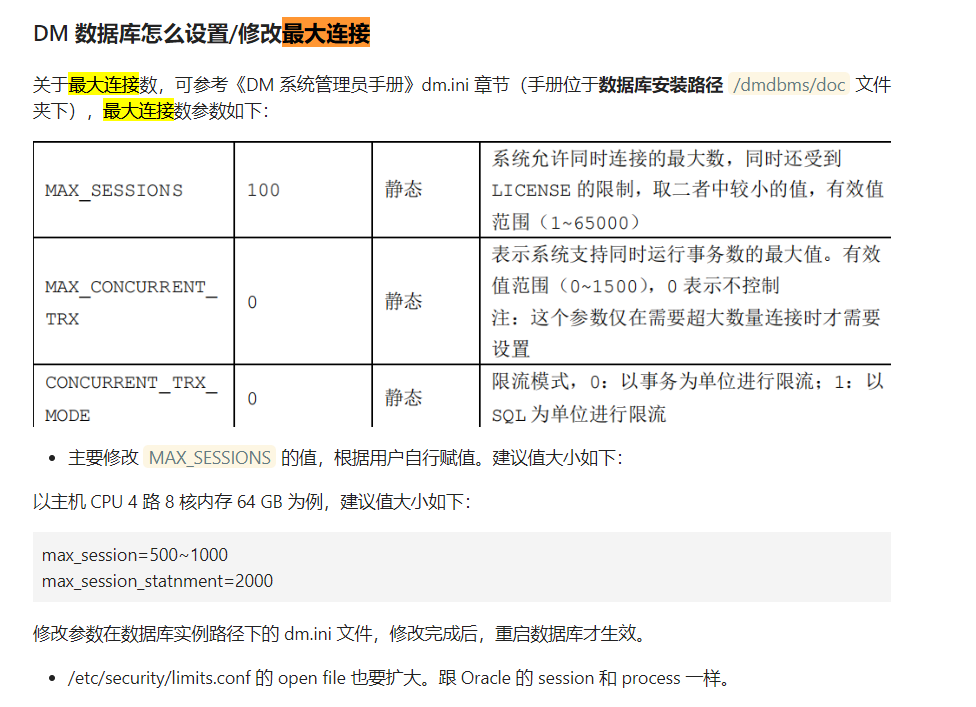 DM 数据库怎么设置/修改最大连接
关于最大连接数，可参考《DM 系统管理员手册》dm.ini 章节（手册位于数据库安装路径 /dmdbms/doc 文件
夹下），最大连接数参数如下：
MAX_SESSIONS 100 静态 系统允许同时连接的最大数，同时还受到
LICENSE 的限制，取二者中较小的值，有效值
范围（1~65000）
MAX_CONCURRENT_
TRX 0 静态 表示系统支持同时运行事务数的最大值。有效
值范围（0~1500），0 表示不控制
注：这个参数仅在需要超大数量连接时才需要
设置
CONCURRENT_TRX_
MODE 0 静态 限流模式，0：以事务为单位进行限流；1：以
SQL 为单位进行限流
• 主要修改 MAX_SESSIONS 的值，根据用户自行赋值。建议值大小如下：
以主机 CPU 4 路 8 核内存 64 GB 为例，建议值大小如下：
max_session=500~1000
max_session_statnment=2000
修改参数在数据库实例路径下的 dm.ini 文件，修改完成后，重启数据库才生效。
• /etc/security/limits.conf 的 open file 也要扩大。跟 Oracle 的 session 和 process 一样。